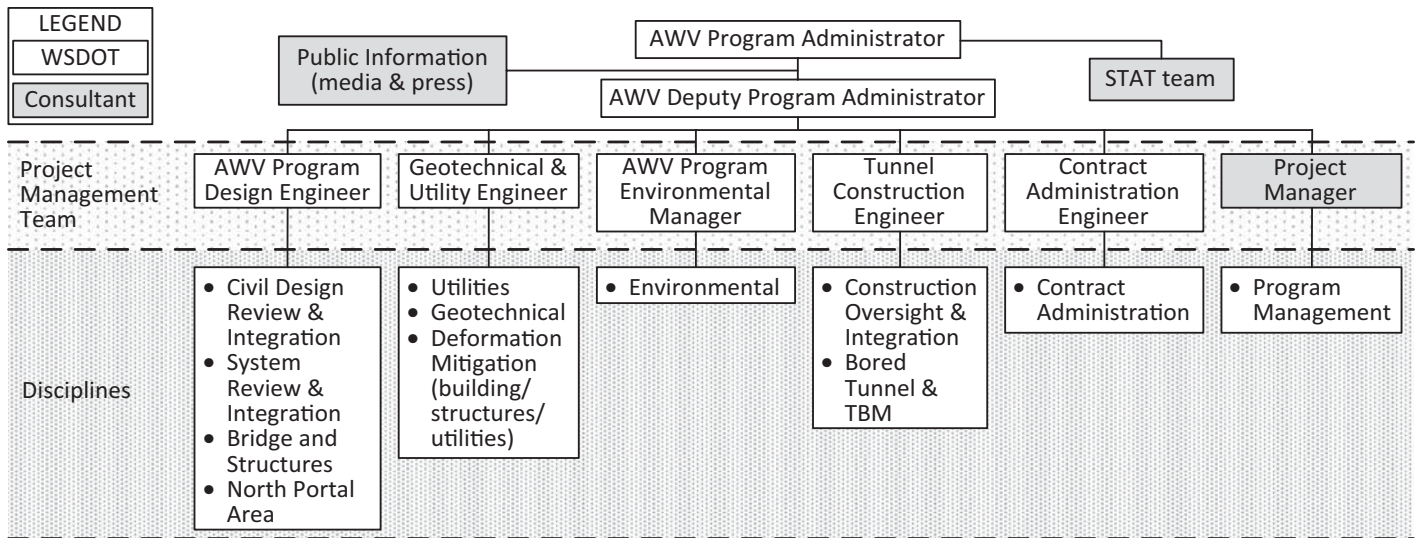 LEGEND
WSDOT
Consultant
Public Information
(media & press)
AWV Program Administrator
STAT team
AWV Deputy Program Administrator
Project
Management
Team
AWV Program
Design Engineer
Geotechnical &
Utility Engineer
AWV Program
Environmental
Manager
Tunnel
Construction
Engineer
Contract
Administration
Engineer
Project
Manager
Disciplines
• Civil Design
Review &
Integration
• System
Review &
Integration
• Bridge and
Structures
• North Portal
Area
• Utilities
• Geotechnical
• Deformation
Mitigation
(building/
structures/
utilities)
• Environmental
• Construction
Oversight &
Integration
• Bored
Tunnel &
TBM
• Contract
Administration
• Program
Management